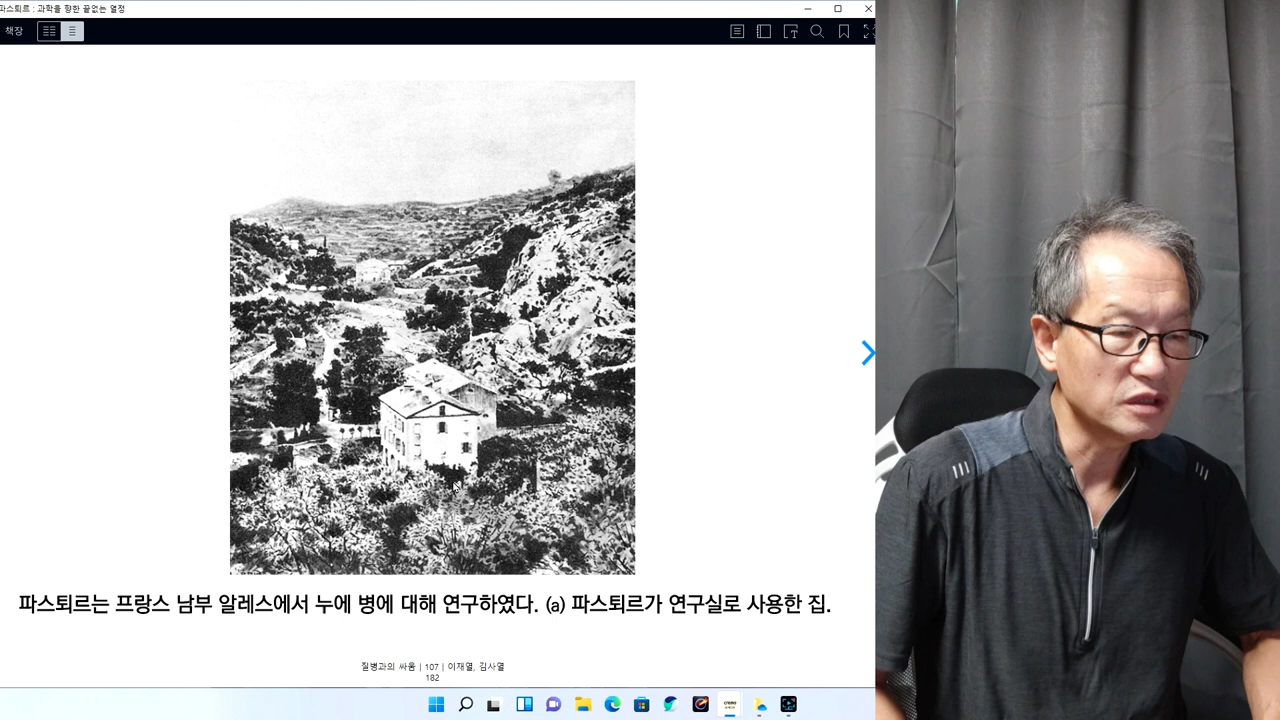 파스퇴르 : 과학을 향한 끝없는 열정
책장
파스퇴르는 프랑스 남부 알레스에서 누에 병에 대해 연구하였다. (a) 파스퇴르가 연구실로 사용한 집.
질병과의 싸움 | 107 | 이재열, 김사열
182